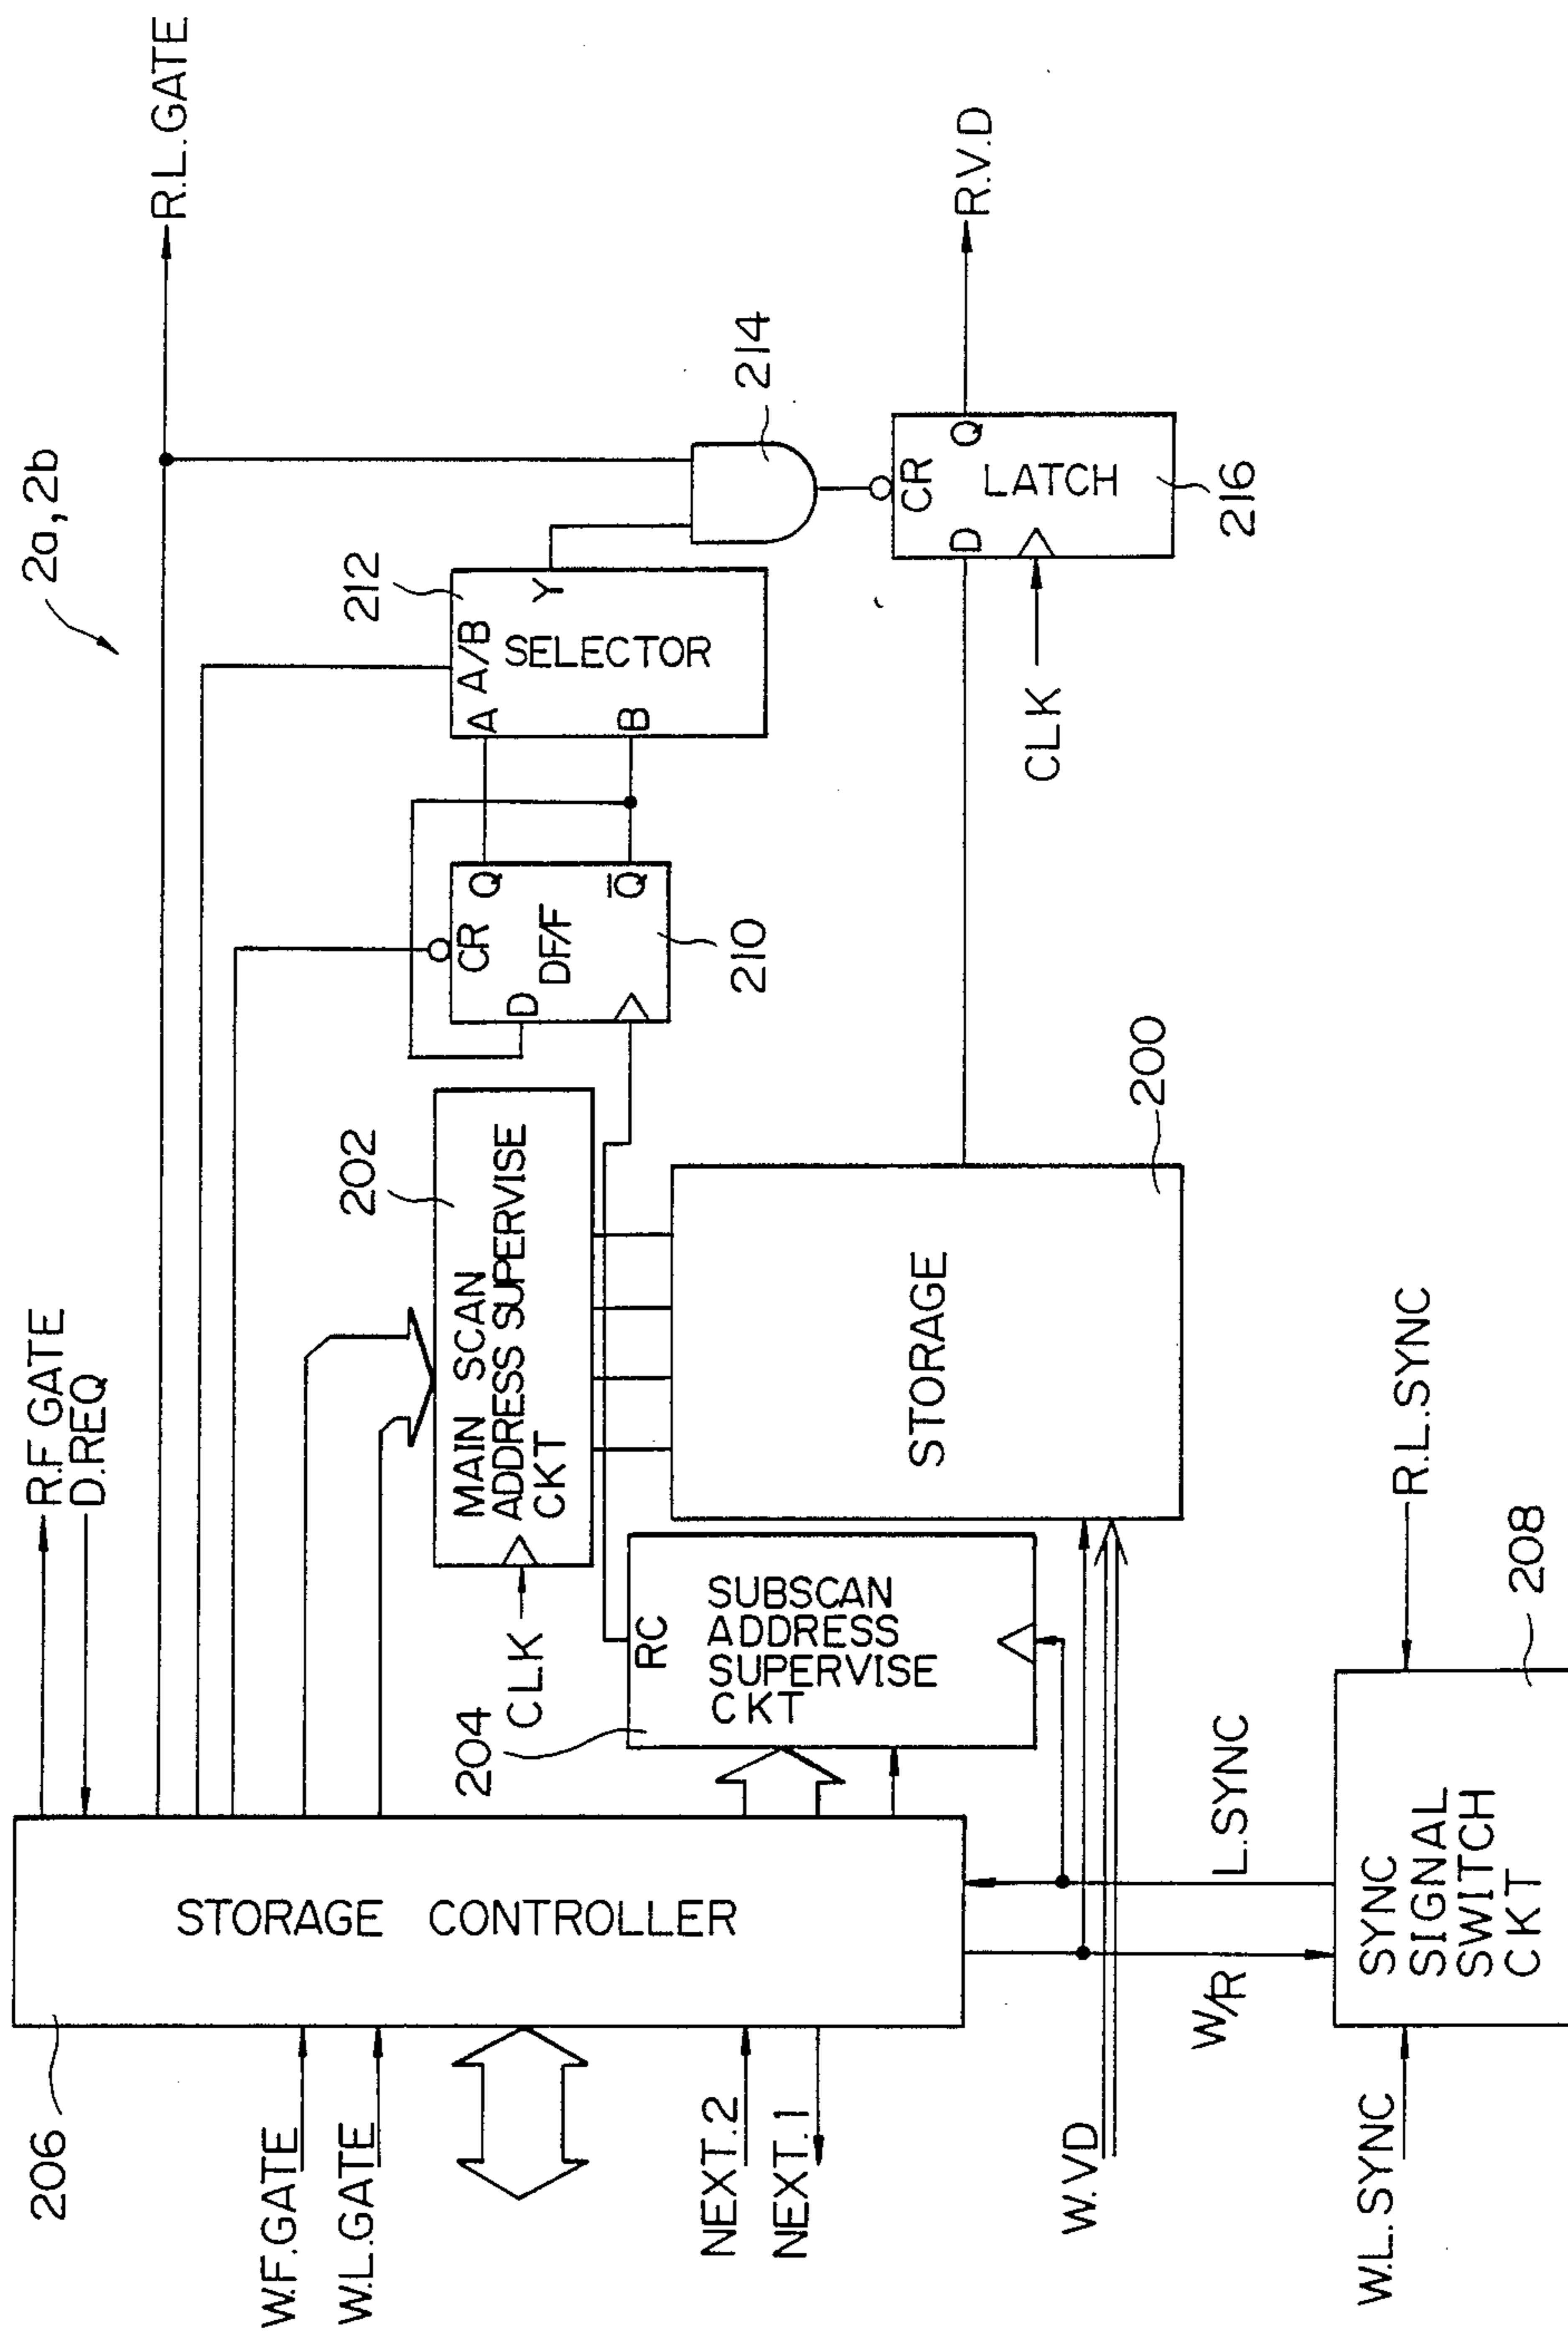 2a, 2b
R.F GATE
D.REQ
R.L.GATE
206
STORAGE CONTROLLER
W.F.GATE
W.L.GATE
NEXT.2
NEXT.1
W.VD
202
MAIN SCAN
ADDRESS SUPERVISE
CKT
CLK
204
RC
SUBSCAN
ADDRESS
SUPERVISE
CKT
STORAGE
200
CR
D
DF/F
Q
Q̅
210
212
A
A/B
B
Y
SELECTOR
214
CR
D
Q
LATCH
216
CLK
R.V.D
W/R
L.SYNC
W.L.SYNC
R.L.SYNC
SYNC
SIGNAL
SWITCH
CKT
208